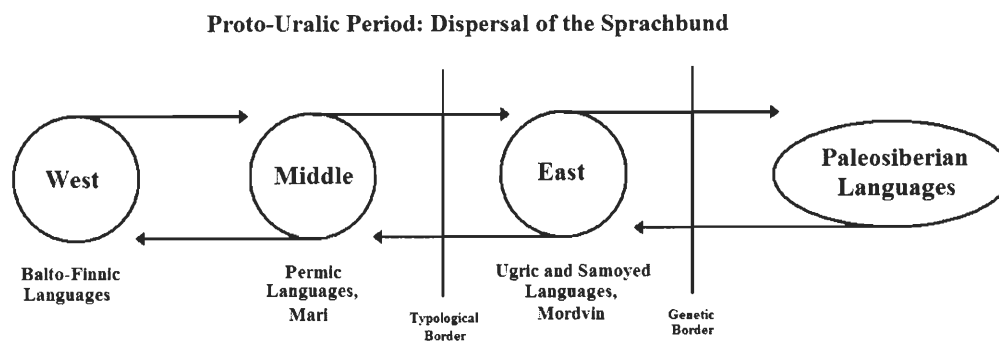 Proto-Uralic Period: Dispersal of the Sprachbund
West
Middle
East
Paleosiberian
Languages
Balto-Finnic
Languages
Permic
Languages,
Mari
Typological
Border
Ugric and Samoyed
Languages,
Mordvin
Genetic
Border